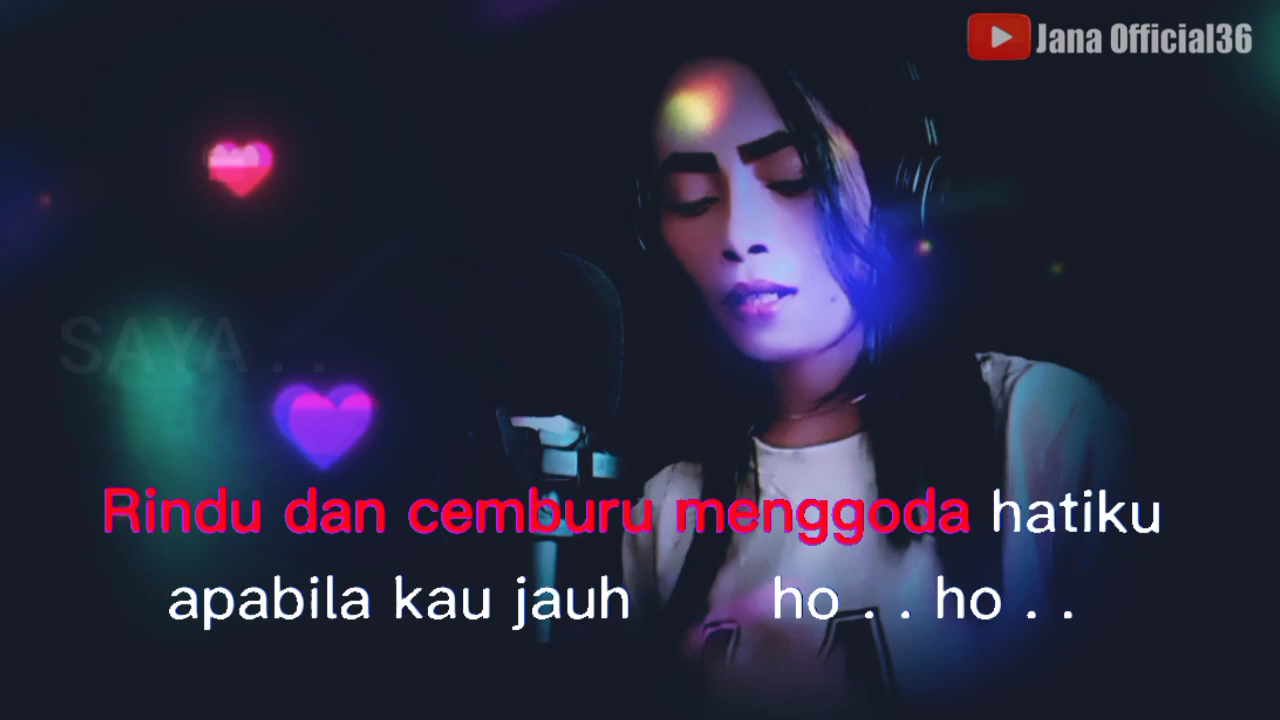 Jana Official36
SAYA . .
Rindu dan cemburu menggoda hatiku
apabila kau jauh ho . . ho . .